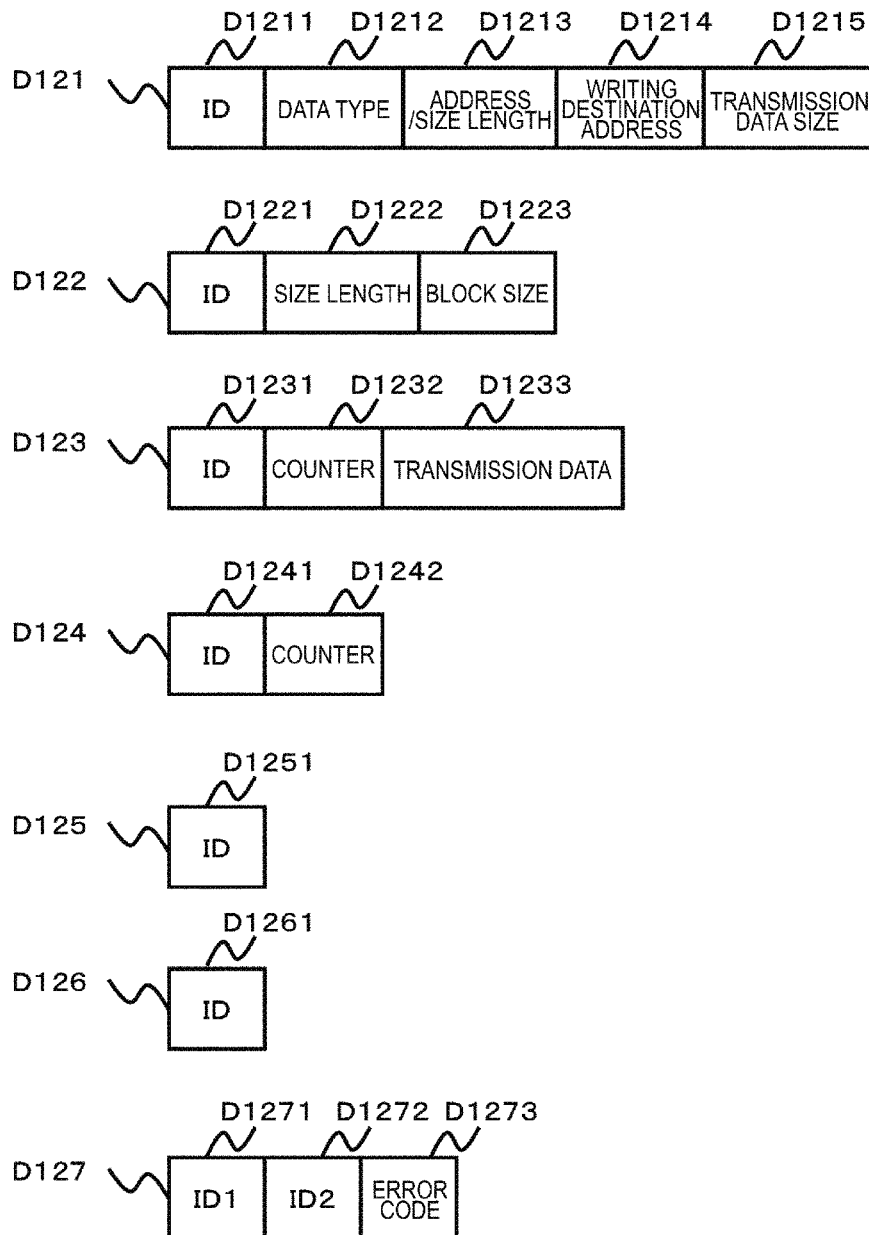 D1211 D1212 D1213 D1214 D1215
D121
ID
DATA TYPE
ADDRESS
/SIZE LENGTH
WRITING
DESTINATION
ADDRESS
TRANSMISSION
DATA SIZE
D1221 D1222 D1223
D122
ID
SIZE LENGTH
BLOCK SIZE
D1231 D1232 D1233
D123
ID
COUNTER
TRANSMISSION DATA
D1241 D1242
D124
ID
COUNTER
D1251
D125
ID
D1261
D126
ID
D1271 D1272 D1273
D127
ID1
ID2
ERROR
CODE